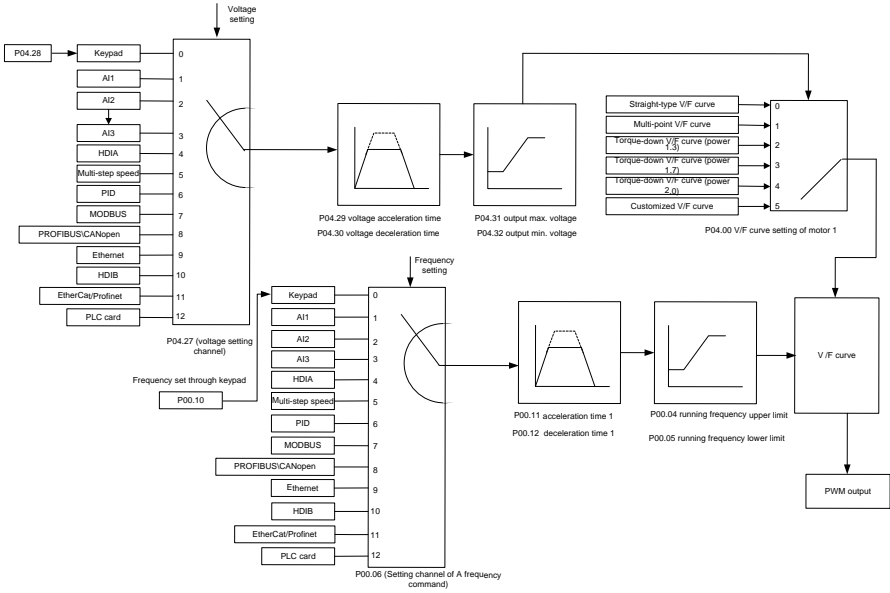 Voltage
setting
P04.28
Keypad
0
AI1
1
AI2
2
AI3
3
HDIA
4
Multi-step speed
5
PID
6
MODBUS
7
PROFIBUS\CANopen
8
Ethernet
9
HDIB
10
EtherCat/Profinet
11
PLC card
12
P04.27 (voltage setting
channel)
P04.29 voltage acceleration time
P04.30 voltage deceleration time
P04.31 output max. voltage
P04.32 output min. voltage
Straight-type V/F curve
0
Multi-point V/F curve
1
Torque-down V/F curve (power
1.3)
2
Torque-down V/F curve (power
1.7)
3
Torque-down V/F curve (power
2.0)
4
Customized V/F curve
5
P04.00 V/F curve setting of motor 1
Frequency
setting
Frequency set through keypad
P00.10
Keypad
0
AI1
1
AI2
2
AI3
3
HDIA
4
Multi-step speed
5
PID
6
MODBUS
7
PROFIBUS\CANopen
8
Ethernet
9
HDIB
10
EtherCat/Profinet
11
PLC card
12
P00.06 (Setting channel of A frequency
command)
P00.11 acceleration time 1
P00.12 deceleration time 1
P00.04 running frequency upper limit
P00.05 running frequency lower limit
V /F curve
PWM output